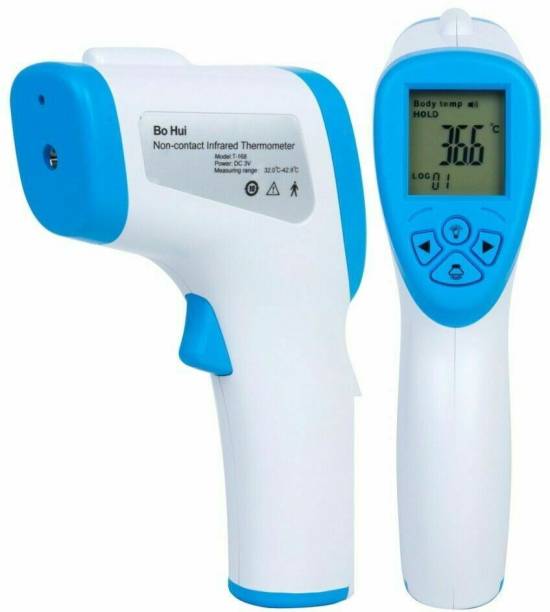 Bo Hui
Non-contact Infrared Thermometer
Model:T-168
Power: DC 3V
Measuring range 32.0℃-42.9℃
Body temp
HOLD
36.6 ℃
LOG 01